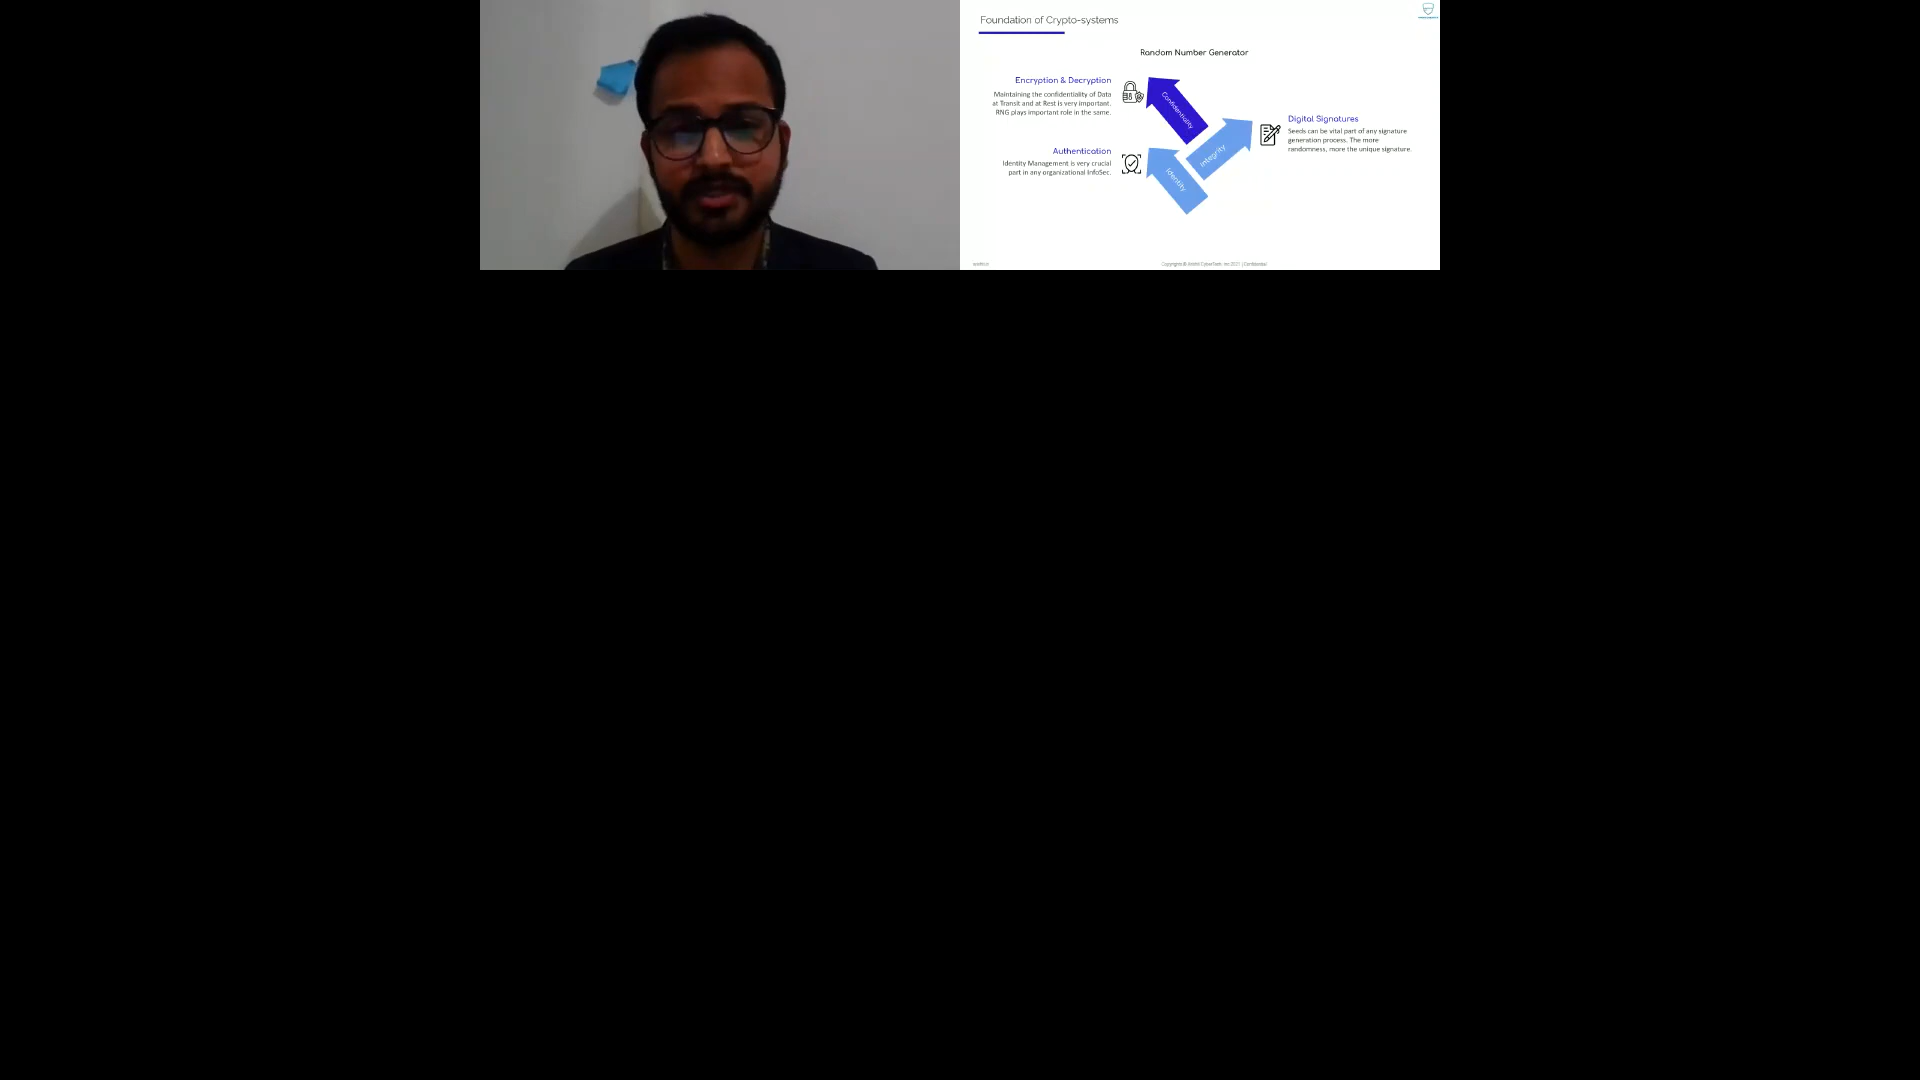 Foundation of Crypto-systems
Random Number Generator
Encryption & Decryption
Maintaining the confidentiality of Data
at Transit and at Rest is very important.
RNG plays important role in the same.
Confidentiality
Digital Signatures
Seeds can be vital part of any signature
generation process. The more
randomness, more the unique signature.
Integrity
Authentication
Identity Management is very crucial
part in any organizational InfoSec.
Identity